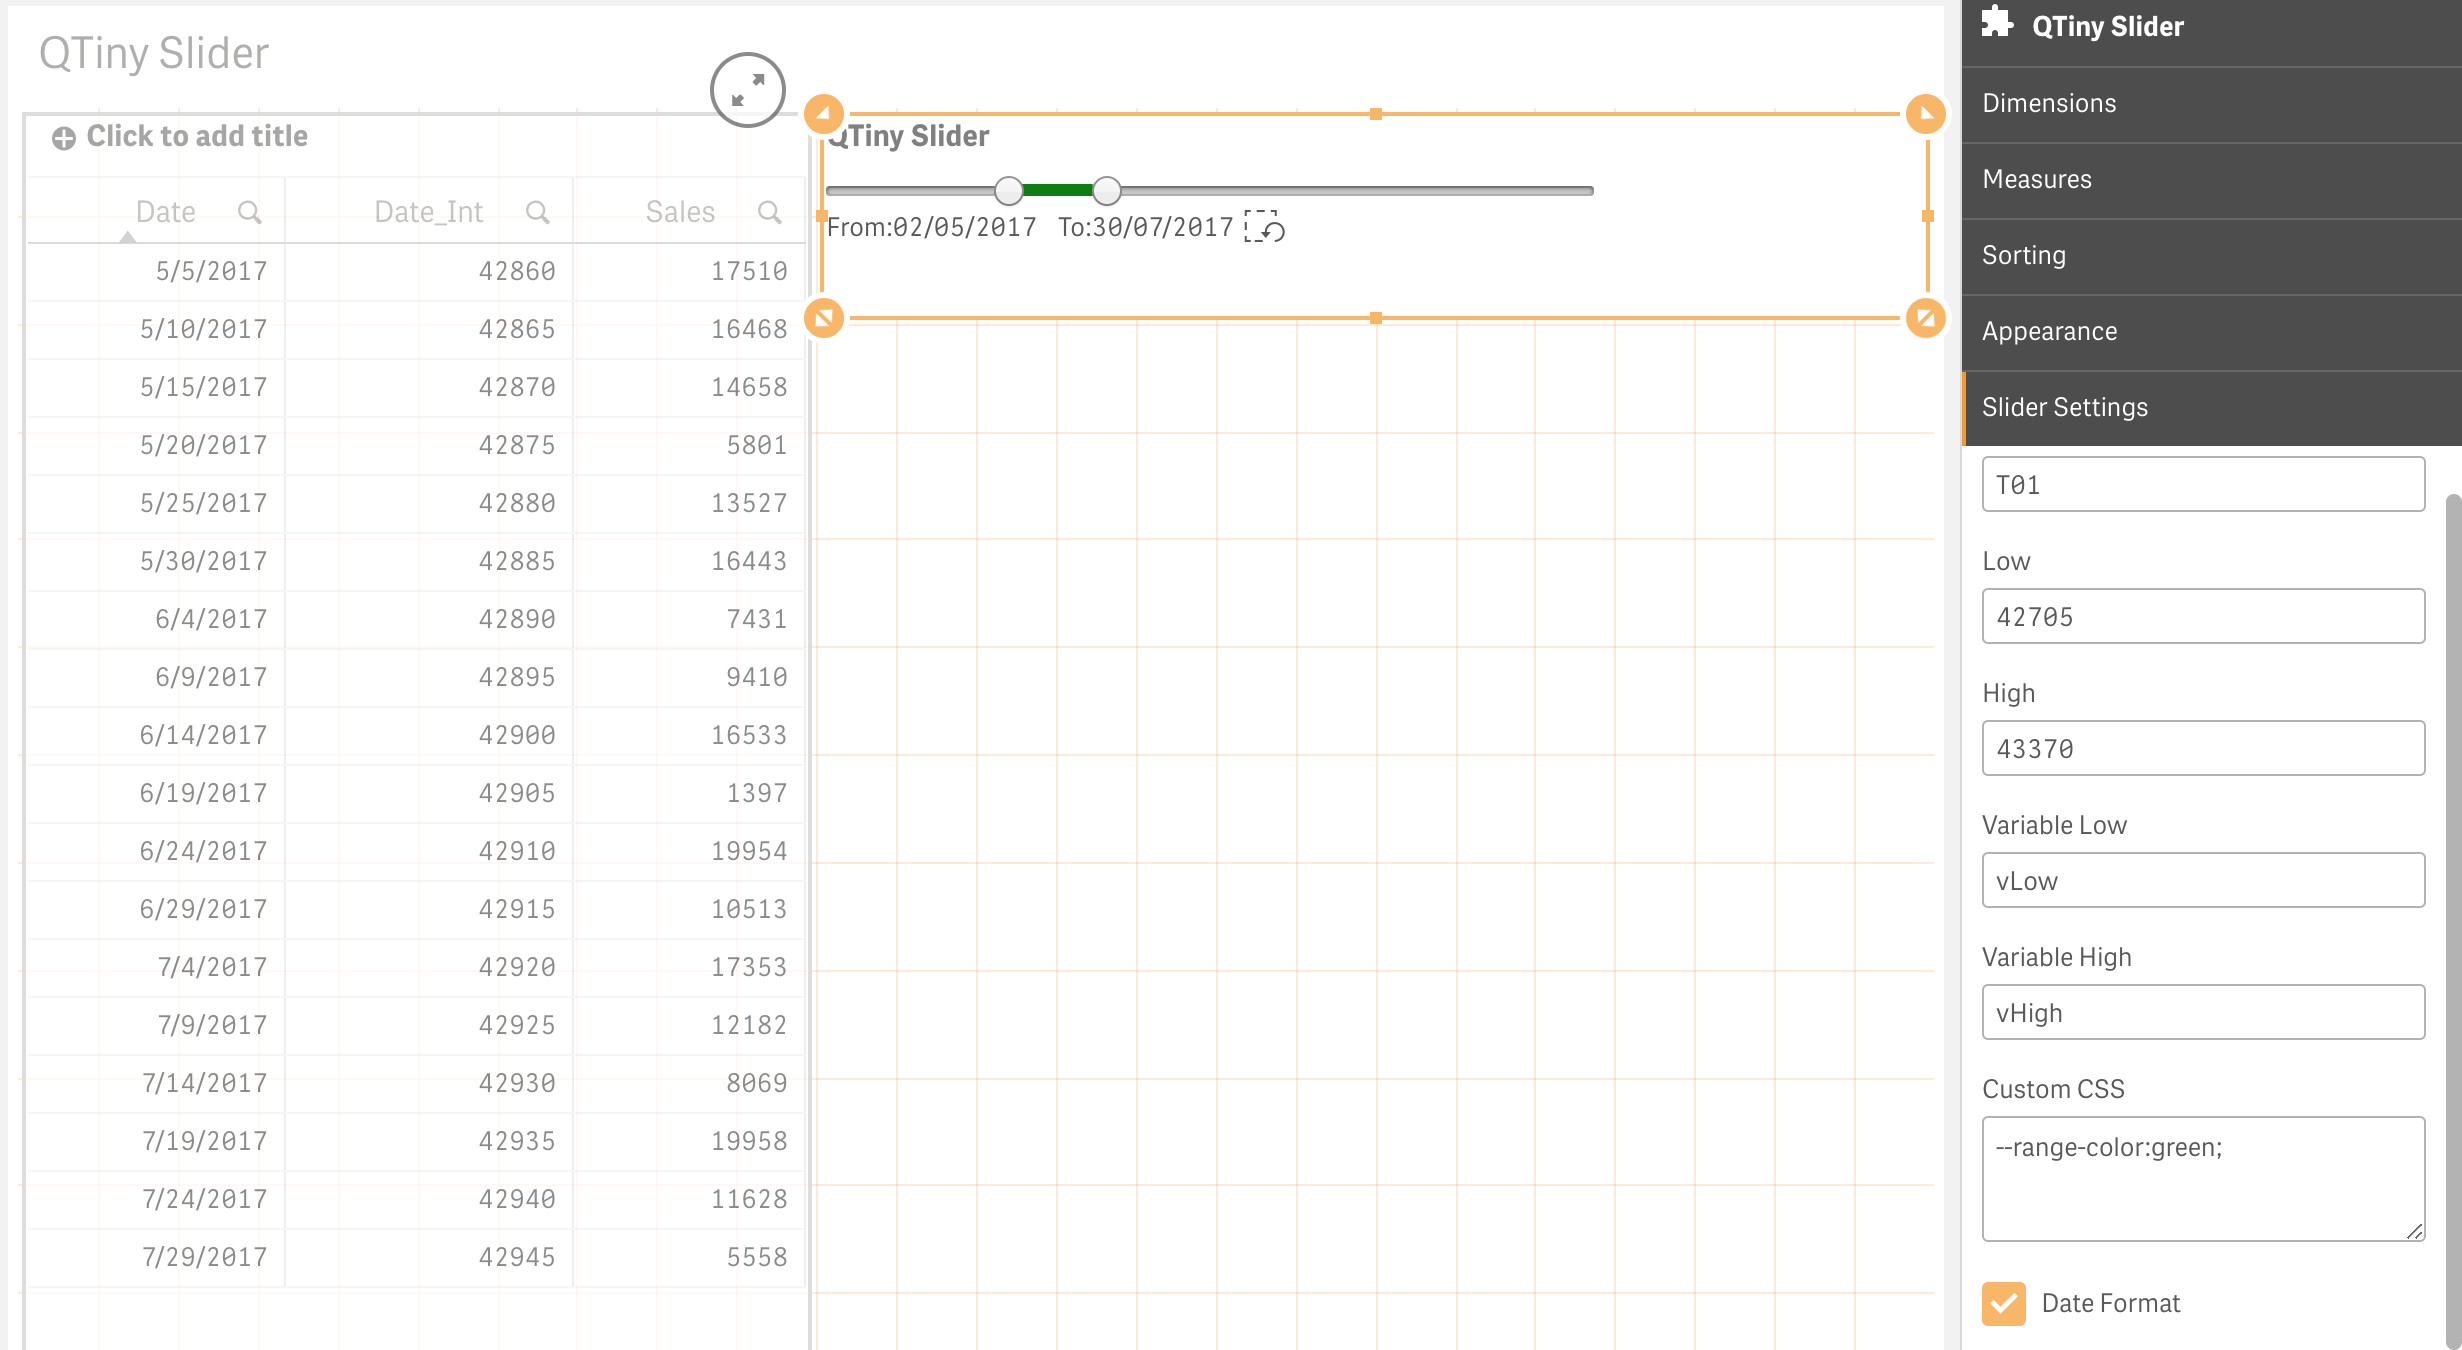 QTiny Slider
Click to add title
Date Date_Int Sales
5/5/2017 42860 17510
5/10/2017 42865 16468
5/15/2017 42870 14658
5/20/2017 42875 5801
5/25/2017 42880 13527
5/30/2017 42885 16443
6/4/2017 42890 7431
6/9/2017 42895 9410
6/14/2017 42900 16533
6/19/2017 42905 1397
6/24/2017 42910 19954
6/29/2017 42915 10513
7/4/2017 42920 17353
7/9/2017 42925 12182
7/14/2017 42930 8069
7/19/2017 42935 19958
7/24/2017 42940 11628
7/29/2017 42945 5558
QTiny Slider
From:02/05/2017 To:30/07/2017
QTiny Slider
Dimensions
Measures
Sorting
Appearance
Slider Settings
T01
Low
42705
High
43370
Variable Low
vLow
Variable High
vHigh
Custom CSS
--range-color:green;
Date Format